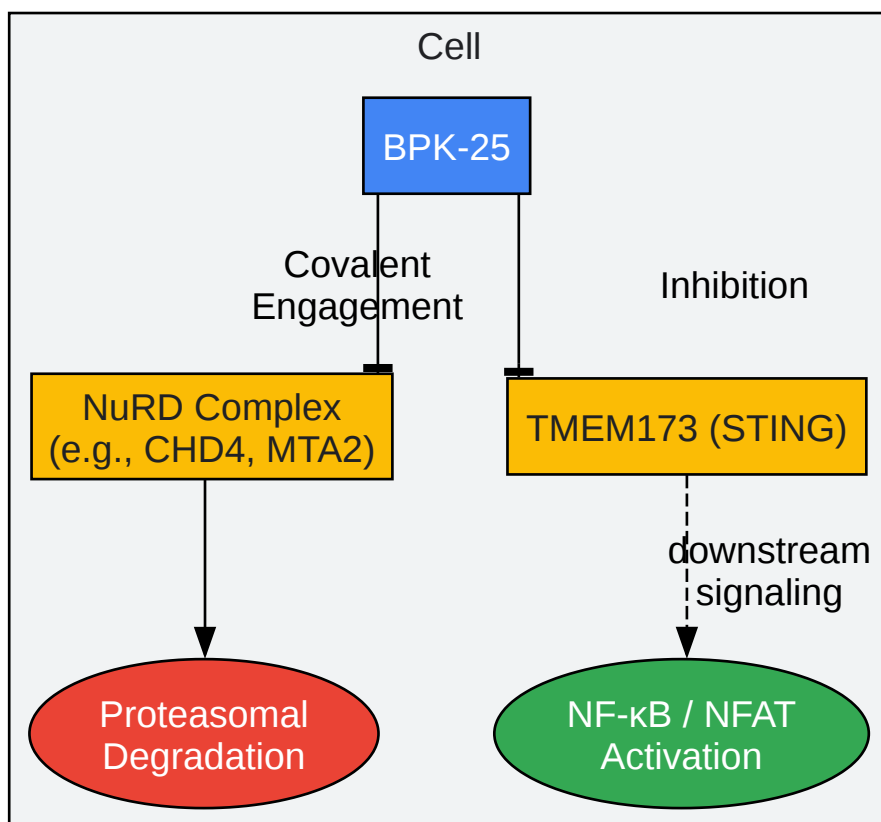 Cell
BPK-25
Covalent
Engagement
Inhibition
NuRD Complex
(e.g., CHD4, MTA2)
TMEM173 (STING)
downstream
signaling
Proteasomal
Degradation
NF-κB / NFAT
Activation